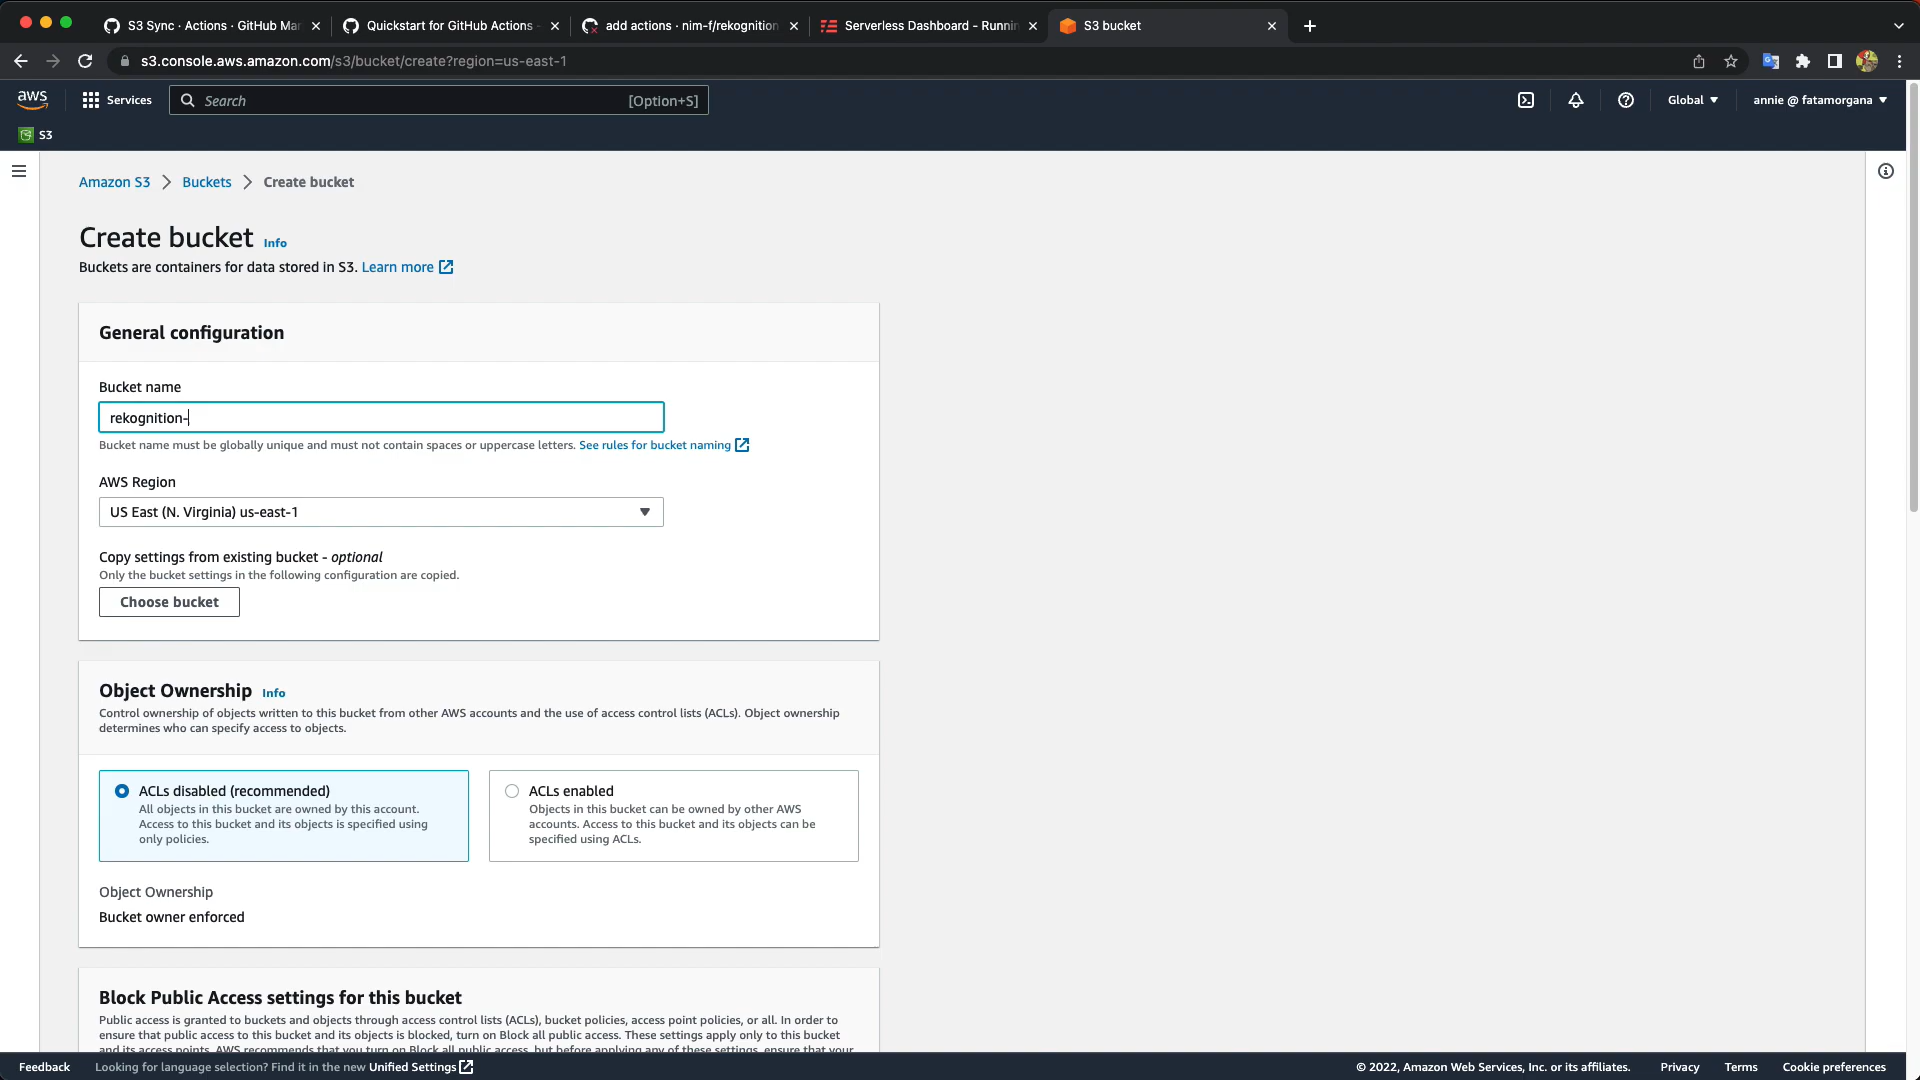 S3 Sync · Actions · GitHub Mar
Quickstart for GitHub Actions -
add actions · nim-f/rekognition
Serverless Dashboard - Runnin
S3 bucket
s3.console.aws.amazon.com/s3/bucket/create?region=us-east-1
aws
Services
Search
[Option+S]
Global
annie @ fatamorgana
S3
Amazon S3
Buckets
Create bucket
Create bucket Info
Buckets are containers for data stored in S3. Learn more
General configuration
Bucket name
rekognition-
Bucket name must be globally unique and must not contain spaces or uppercase letters. See rules for bucket naming
AWS Region
US East (N. Virginia) us-east-1
Copy settings from existing bucket - optional
Only the bucket settings in the following configuration are copied.
Choose bucket
Object Ownership Info
Control ownership of objects written to this bucket from other AWS accounts and the use of access control lists (ACLs). Object ownership
determines who can specify access to objects.
ACLs disabled (recommended)
All objects in this bucket are owned by this account.
Access to this bucket and its objects is specified using
only policies.
ACLs enabled
Objects in this bucket can be owned by other AWS
accounts. Access to this bucket and its objects can be
specified using ACLs.
Object Ownership
Bucket owner enforced
Block Public Access settings for this bucket
Public access is granted to buckets and objects through access control lists (ACLs), bucket policies, access point policies, or all. In order to
ensure that public access to this bucket and its objects is blocked, turn on Block all public access. These settings apply only to this bucket
and its access points. AWS recommends that you turn on Block all public access, but before applying any of these settings, ensure that your
Feedback
Looking for language selection? Find it in the new Unified Settings
© 2022, Amazon Web Services, Inc. or its affiliates.
Privacy
Terms
Cookie preferences